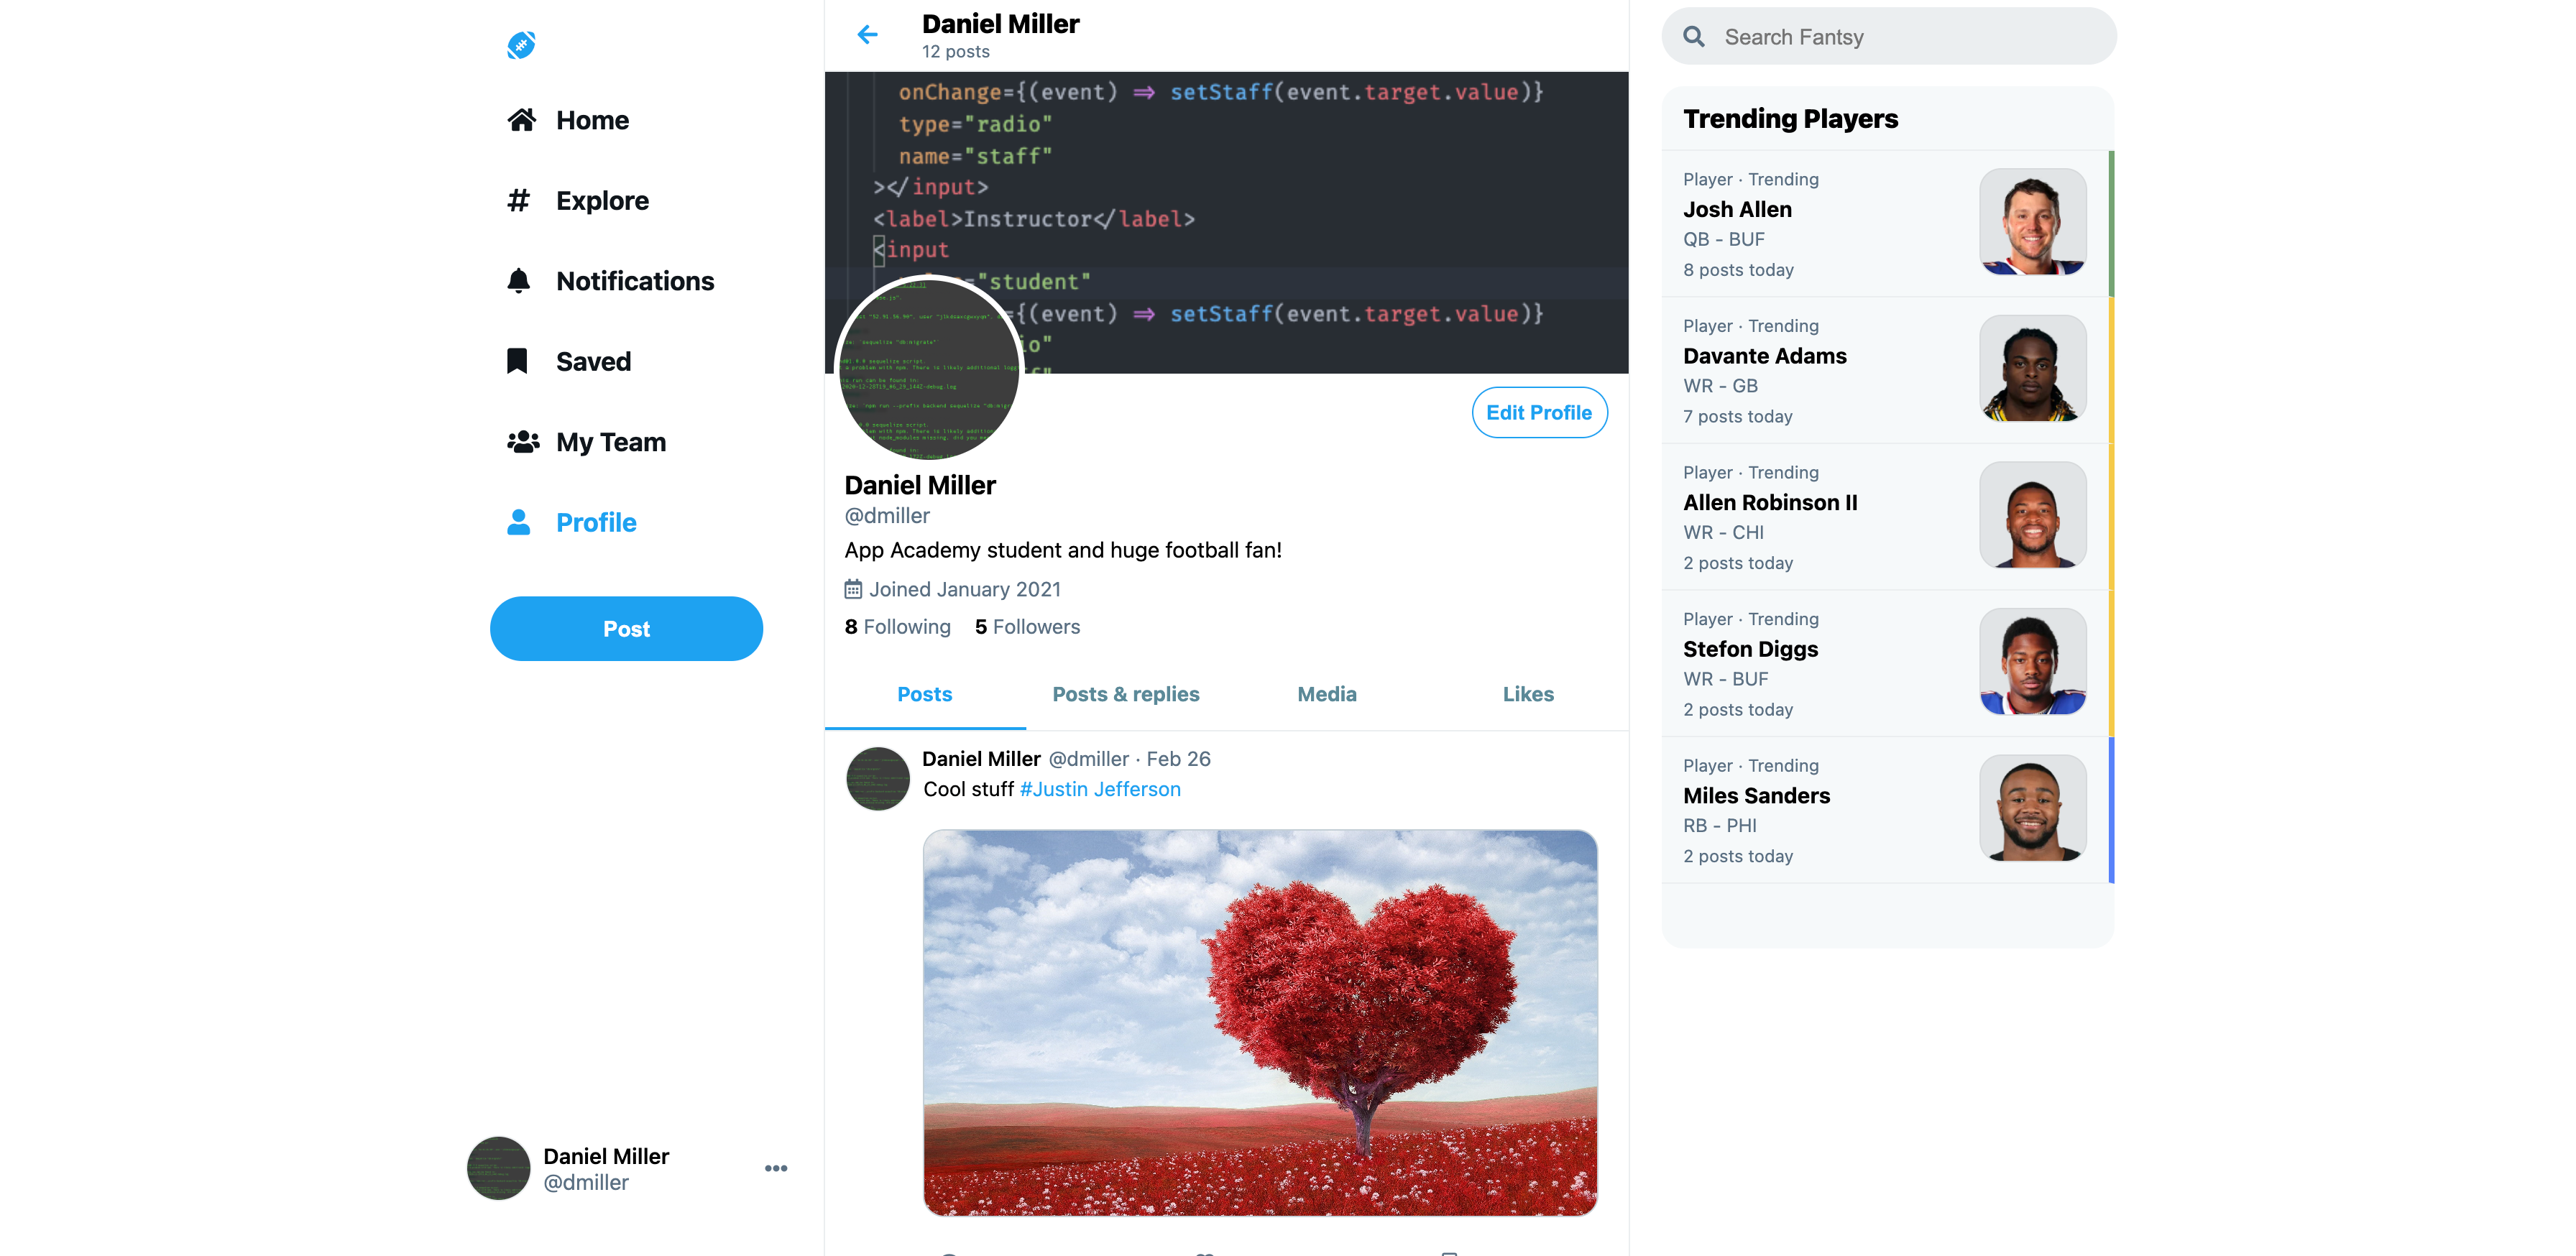 Home
Explore
Notifications
Saved
My Team
Profile
Post
Daniel Miller
@dmiller
Daniel Miller
12 posts
onChange={(event) => setStaff(event.target.value)}
type="radio"
name="staff"
></input>
<label>Instructor</label>
<input
="student"
={(event) => setStaff(event.target.value)}
Edit Profile
Daniel Miller
@dmiller
App Academy student and huge football fan!
Joined January 2021
8 Following 5 Followers
Posts Posts & replies Media Likes
Daniel Miller @dmiller · Feb 26
Cool stuff #Justin Jefferson
Search Fantsy
Trending Players
Player · Trending
Josh Allen
QB - BUF
8 posts today
Player · Trending
Davante Adams
WR - GB
7 posts today
Player · Trending
Allen Robinson II
WR - CHI
2 posts today
Player · Trending
Stefon Diggs
WR - BUF
2 posts today
Player · Trending
Miles Sanders
RB - PHI
2 posts today